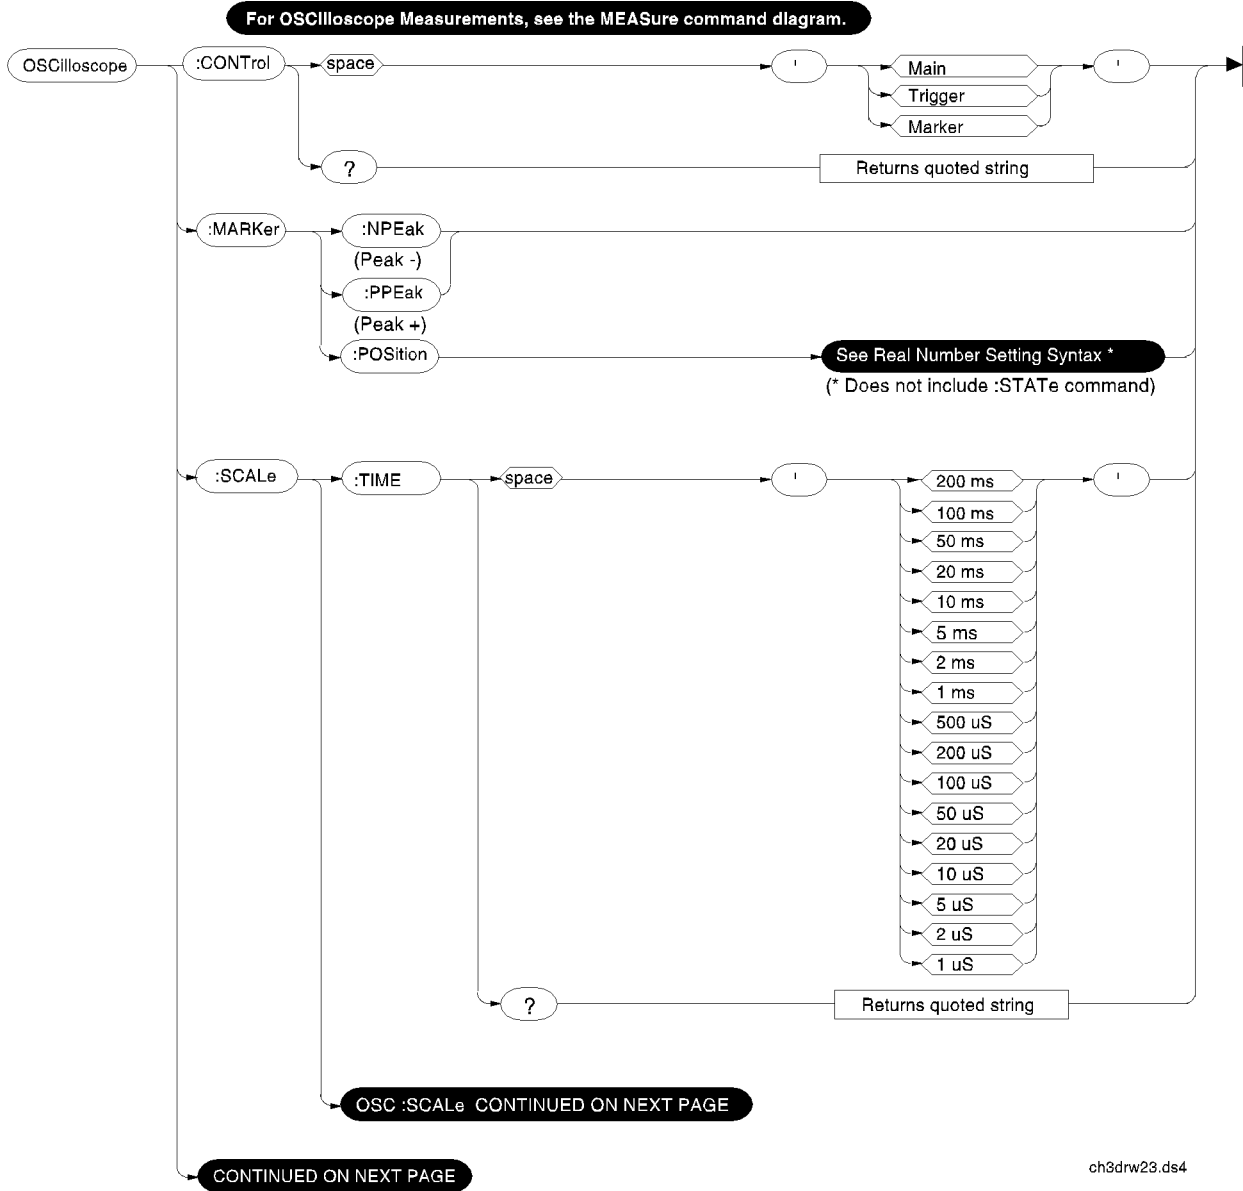 For OSCIlloscope Measurements, see the MEASure command diagram.
OSCilloscope :CONTrol space ' Main '
Trigger
Marker
? Returns quoted string
:MARKer :NPEak
(Peak -)
:PPEak
(Peak +)
:POSition See Real Number Setting Syntax *
(* Does not include :STATe command)
:SCALe :TIME space ' 200 ms '
100 ms
50 ms
20 ms
10 ms
5 ms
2 ms
1 ms
500 uS
200 uS
100 uS
50 uS
20 uS
10 uS
5 uS
2 uS
1 uS
? Returns quoted string
OSC :SCALe CONTINUED ON NEXT PAGE
CONTINUED ON NEXT PAGE
ch3drw23.ds4